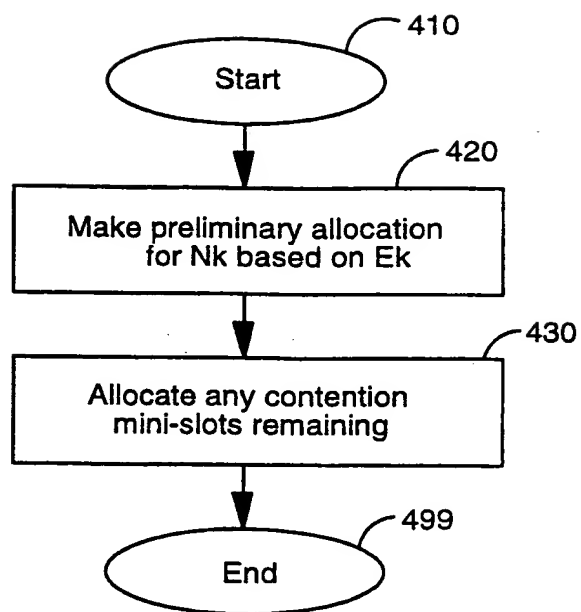 410
Start
420
Make preliminary allocation
for Nk based on Ek
430
Allocate any contention
mini-slots remaining
499
End